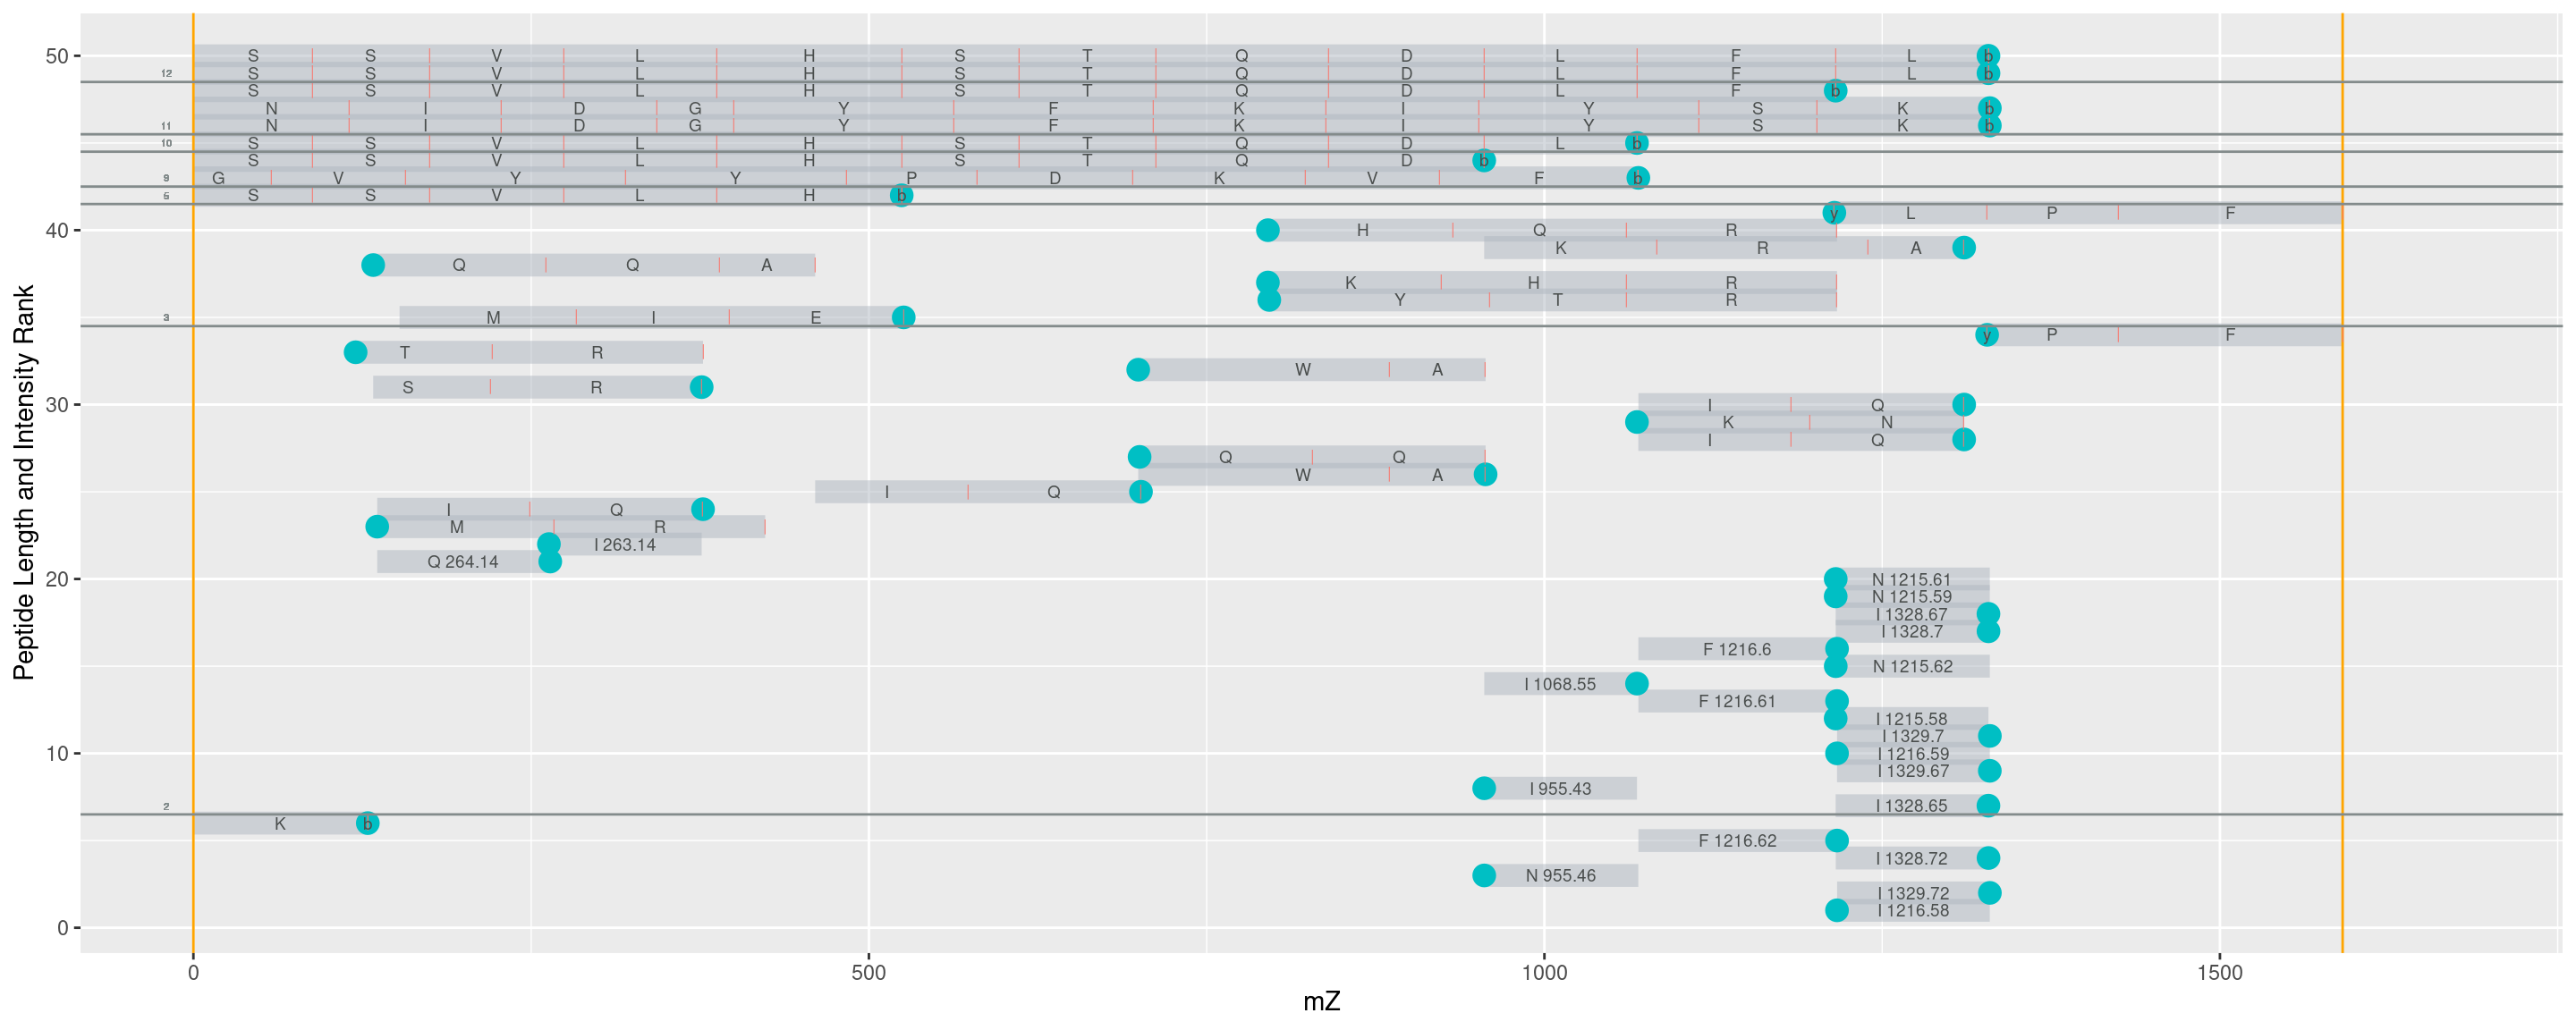 50 S S V L H S T Q D L F L b
12 S S V L H S T Q D L F L b
S S V L H S T Q D L F b
N I D G Y F K I Y S K b
11 N I D G Y F K I Y S K b
10 S S V L H S T Q D L b
S S V L H S T Q D b
9 G V Y Y P D K V F b
S S V L H b
y L P F
40 H Q R
K R A
Q Q A
K H R
Y T R
3 M I E
y P F
T R
W A
S R
30 I Q
K N
I Q
Q Q
W A
I Q
I Q
M R
I 263.14
Q 264.14
20 N 1215.61
N 1215.59
I 1328.67
I 1328.7
F 1216.6
N 1215.62
I 1068.55
F 1216.61
I 1215.58
I 1329.7
10 I 1216.59
I 1329.67
I 955.43
2 I 1328.65
K b
F 1216.62
I 1328.72
N 955.46
I 1329.72
I 1216.58
0
0 500 1000 1500
mZ
Peptide Length and Intensity Rank